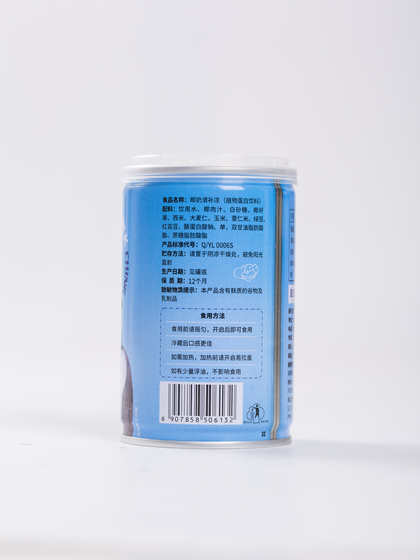 食品名称：椰奶清补凉（植物蛋白饮料）
配料：饮用水、椰肉汁、白砂糖、椰纤
素、西米、大麦仁、玉米、薏仁米、绿豆、
红芸豆、酪蛋白酸钠、单，双甘油脂肪酸
酯、蔗糖脂肪酸酯
产品标准代号：Q/YL 0006S
贮存方法：请置于阴凉干燥处，避免阳光
直射
生产日期：见罐底
保 质 期：12个月
致敏物质提示：本产品含有麸质的谷物及
乳制品
食用方法
食用前请摇匀，开启后即可食用
冷藏后口感更佳
如需加热，加热前请开启易拉盖
如有少量浮油，不影响食用
6 907858 506132